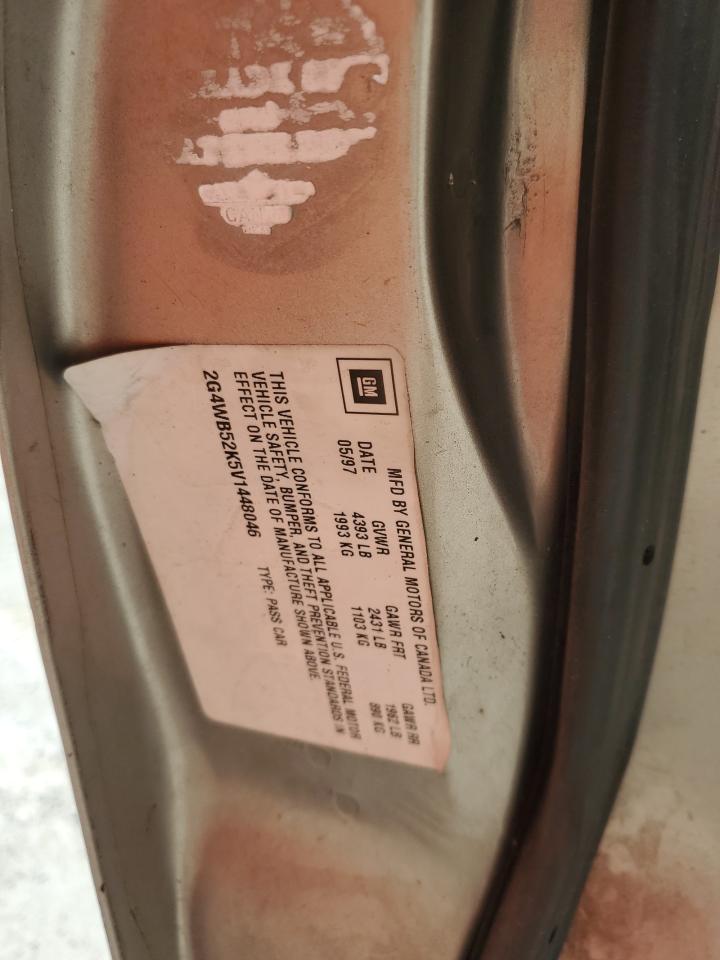 CAN
GM
MFD BY GENERAL MOTORS OF CANADA LTD.
DATE GVWR GAWR FRT GAWR RR
05/97 4393 LB 2431 LB 1962 LB
1993 KG 1103 KG 890 KG
THIS VEHICLE CONFORMS TO ALL APPLICABLE U.S. FEDERAL MOTOR
VEHICLE SAFETY, BUMPER, AND THEFT PREVENTION STANDARDS IN
EFFECT ON THE DATE OF MANUFACTURE SHOWN ABOVE.
2G4WB52K5V1448046 TYPE: PASS CAR